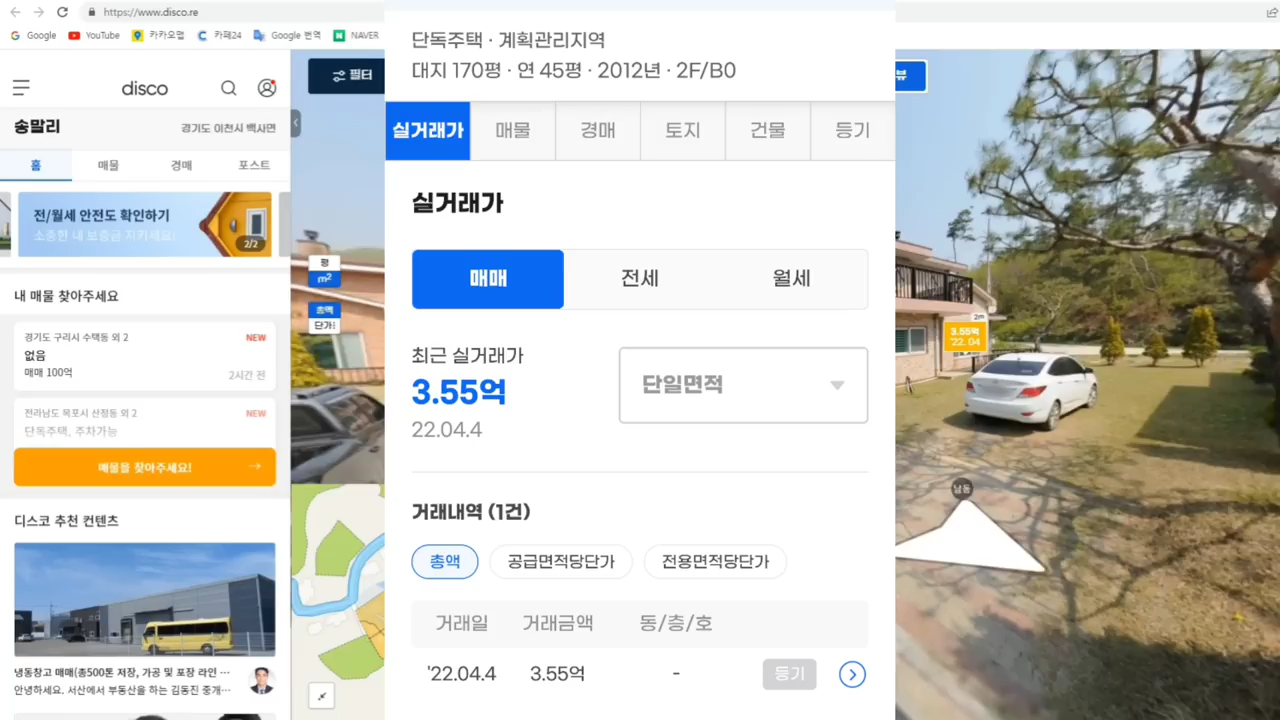 https://www.disco.re
Google
YouTube
카카오맵
카페24
Google 번역
NAVER
disco
송말리
경기도 이천시 백사면
홈
매물
경매
포스트
전/월세 안전도 확인하기
소중한 내 보증금 지키세요!
2/2
내 매물 찾아주세요
경기도 구리시 수택동 외 2
NEW
없음
매매 100억
2시간 전
전라남도 목포시 산정동 외 2
NEW
단독주택, 주차가능
매물을 찾아주세요! →
디스코 추천 컨텐츠
냉동창고 매매(총500톤 저장, 가공 및 포장 라인 ···
안녕하세요. 서산에서 부동산을 하는 김동진 중개···
필터
평
m²
총액
단가
단독주택 · 계획관리지역
대지 170평 · 연 45평 · 2012년 · 2F/B0
실거래가
매물
경매
토지
건물
등기
실거래가
매매
전세
월세
최근 실거래가
3.55억
22.04.4
단일면적
거래내역 (1건)
총액
공급면적당단가
전용면적당단가
거래일
거래금액
동/층/호
'22.04.4
3.55억
-
등기
뷰
2m
3.55억
'22. 04
남동